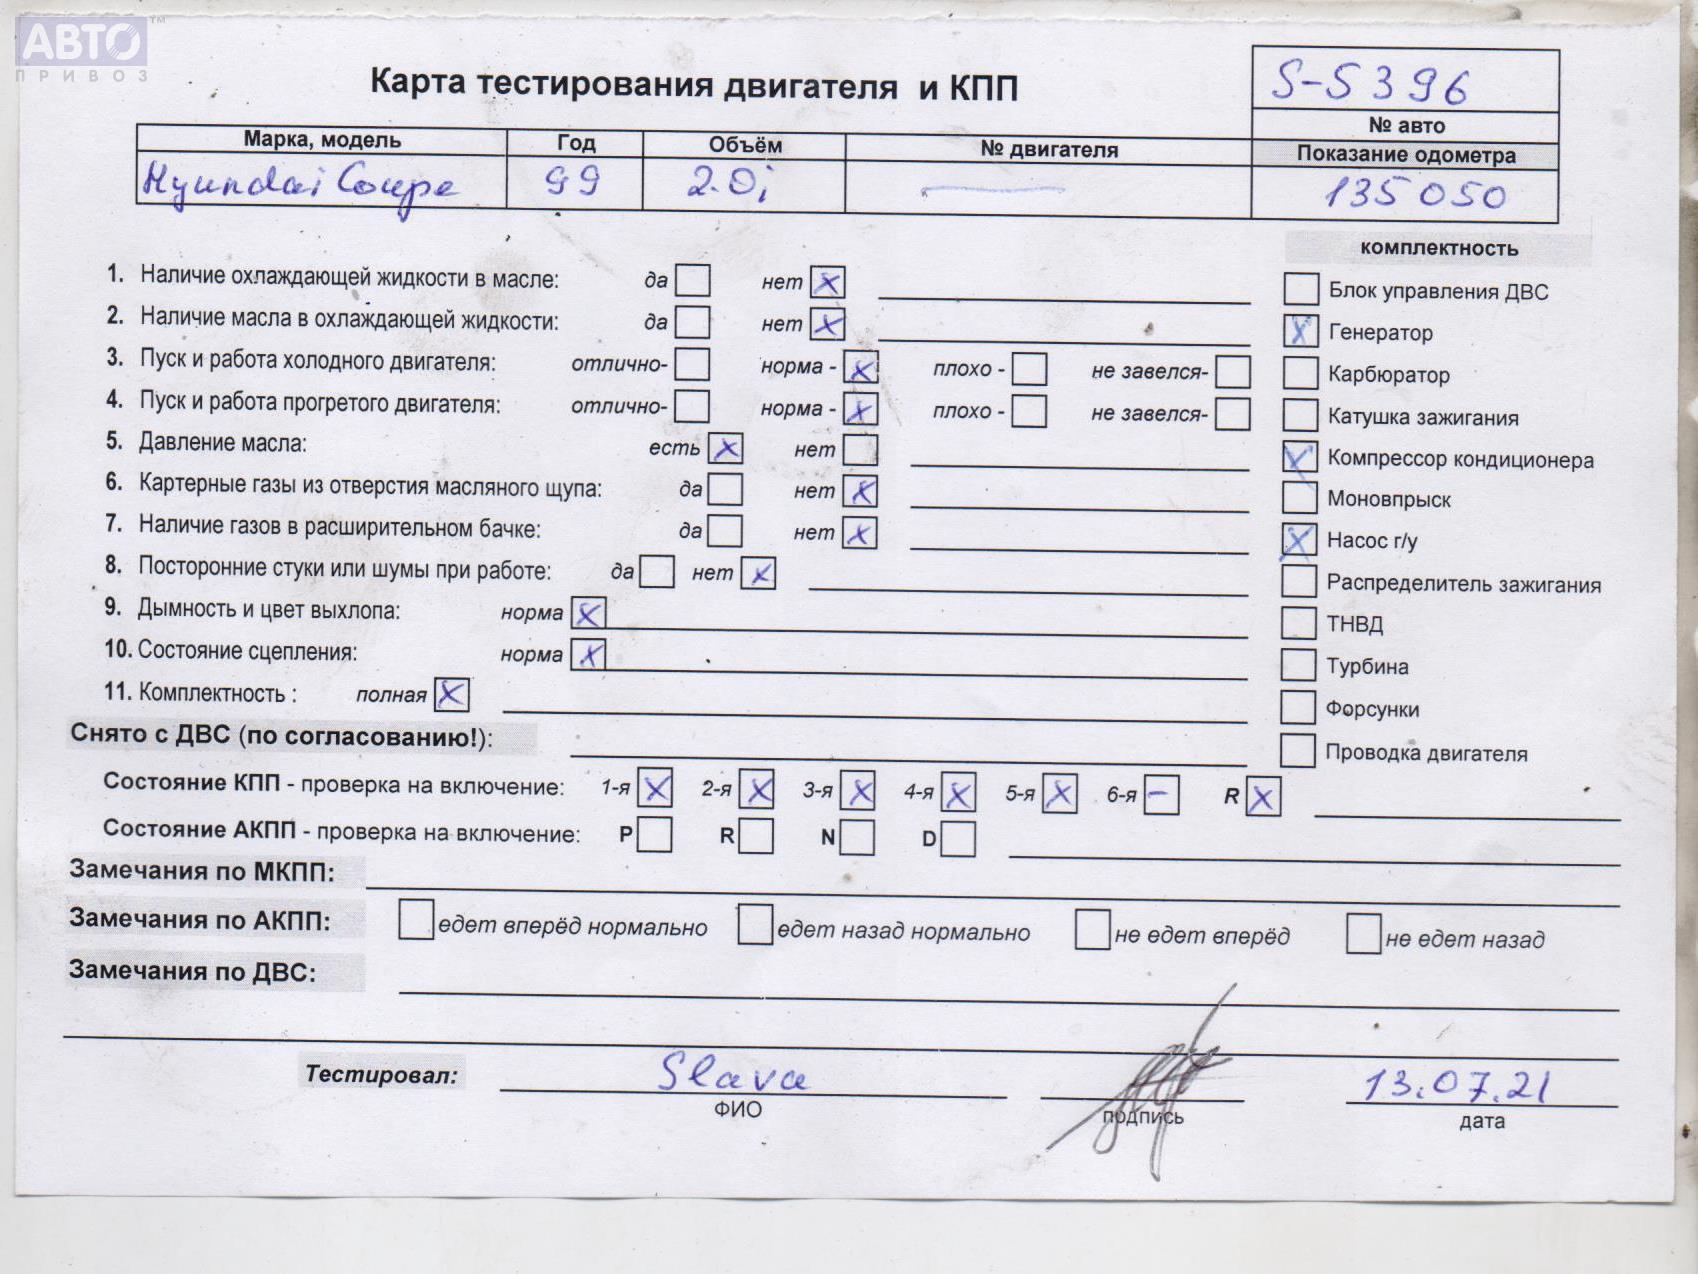 АВТО™
ПРИВОЗ
Карта тестирования двигателя и КПП
S-S396
№ авто
Марка, модель Год Объём № двигателя Показание одометра
Hyundai Coupe 99 2.0i — 135050
комплектность
1. Наличие охлаждающей жидкости в масле: да нет x
Блок управления ДВС
2. Наличие масла в охлаждающей жидкости: да нет x
x Генератор
3. Пуск и работа холодного двигателя: отлично- норма - x плохо - не завелся-
Карбюратор
4. Пуск и работа прогретого двигателя: отлично- норма - x плохо - не завелся-
Катушка зажигания
5. Давление масла: есть x нет
x Компрессор кондиционера
6. Картерные газы из отверстия масляного щупа: да нет x
Моновпрыск
7. Наличие газов в расширительном бачке: да нет x
x Насос г/у
8. Посторонние стуки или шумы при работе: да нет x
Распределитель зажигания
9. Дымность и цвет выхлопа: норма x
ТНВД
10. Состояние сцепления: норма x
Турбина
11. Комплектность : полная x
Форсунки
Снято с ДВС (по согласованию!):
Проводка двигателя
Состояние КПП - проверка на включение: 1-я x 2-я x 3-я x 4-я x 5-я x 6-я – R x
Состояние АКПП - проверка на включение: P R N D
Замечания по МКПП:
Замечания по АКПП: едет вперёд нормально едет назад нормально не едет вперёд не едет назад
Замечания по ДВС:
Тестировал: Slava 13.07.21
ФИО подпись дата